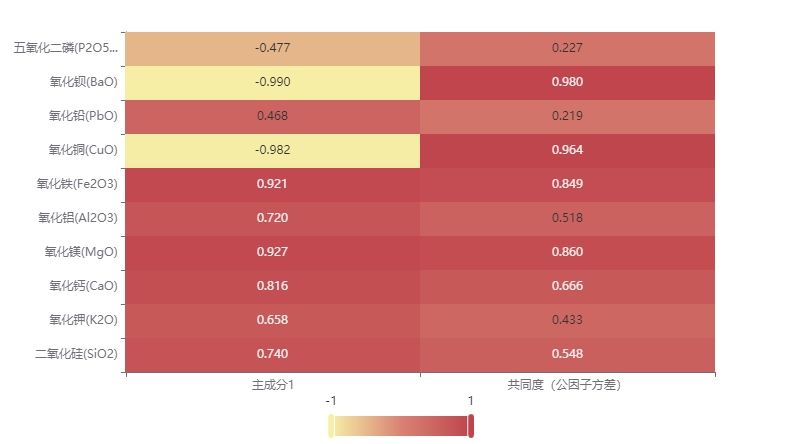 五氧化二磷(P2O5... -0.477 0.227
氧化钡(BaO) -0.990 0.980
氧化铅(PbO) 0.468 0.219
氧化铜(CuO) -0.982 0.964
氧化铁(Fe2O3) 0.921 0.849
氧化铝(Al2O3) 0.720 0.518
氧化镁(MgO) 0.927 0.860
氧化钙(CaO) 0.816 0.666
氧化钾(K2O) 0.658 0.433
二氧化硅(SiO2) 0.740 0.548
主成分1 共同度（公因子方差）
-1 1